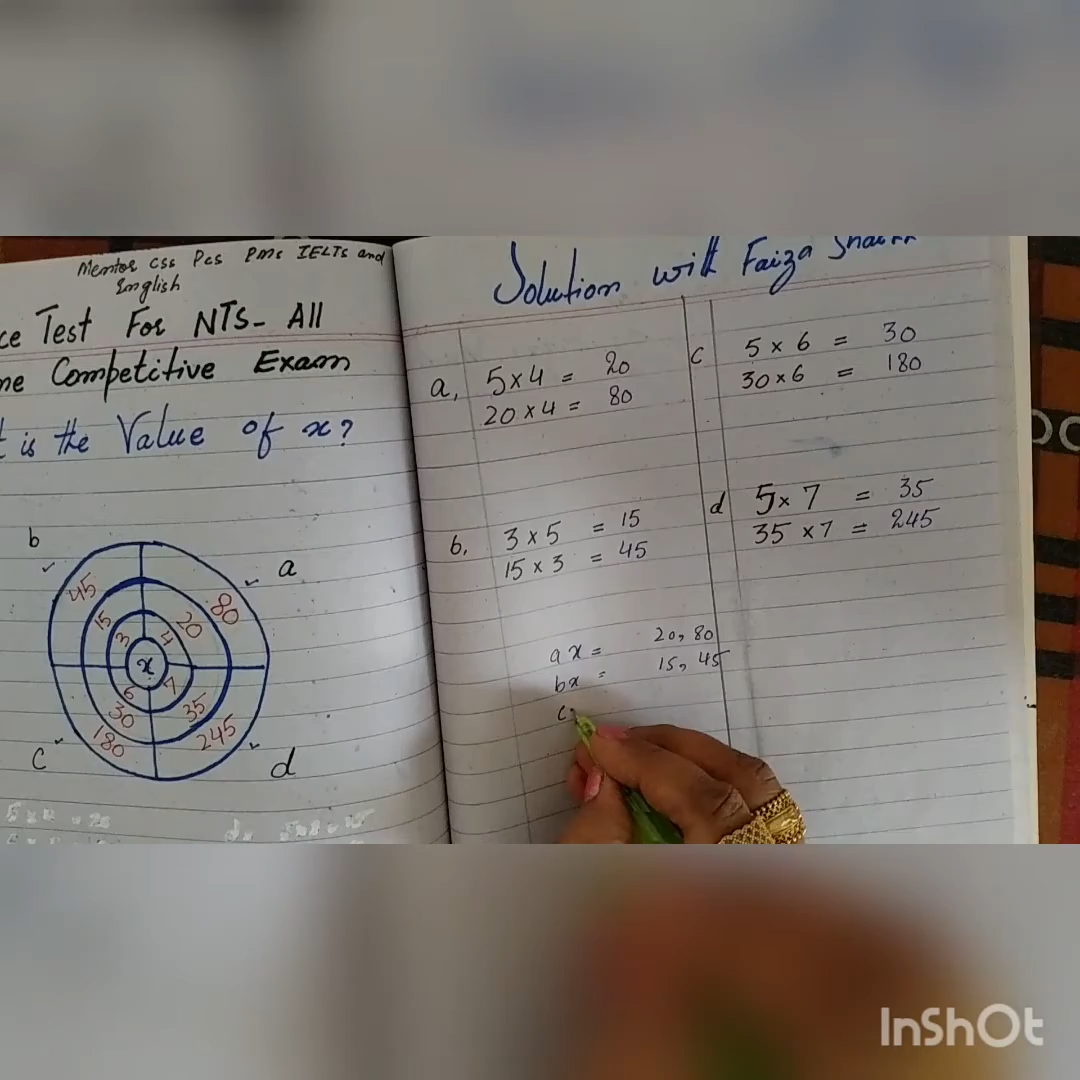 Mentor CSS Pcs Pms IELTS and
English
ce Test For NTS- All
me Competitive Exam
t is the Value of x?
b
a
45
80
15
20
3
4
x
6
7
30
35
180
245
c
d
Solution with Faiza
a, 5 x 4 = 20
20 x 4 = 80
b, 3 x 5 = 15
15 x 3 = 45
c 5 x 6 = 30
30 x 6 = 180
d 5 x 7 = 35
35 x 7 = 245
ax = 20, 80
bx = 15, 45
c
InShOt